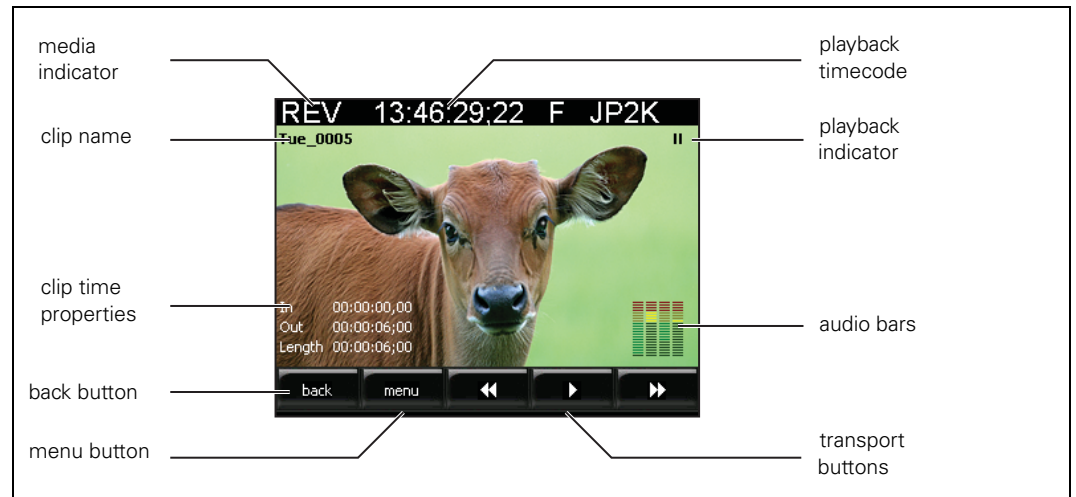 media
indicator
playback
timecode
REV 13:46:29;22 F JP2K
clip name
Tue_0005
playback
indicator
clip time
properties
In 00:00:00,00
Out 00:00:06;00
Length 00:00:06;00
audio bars
back button
back menu
menu button
transport
buttons